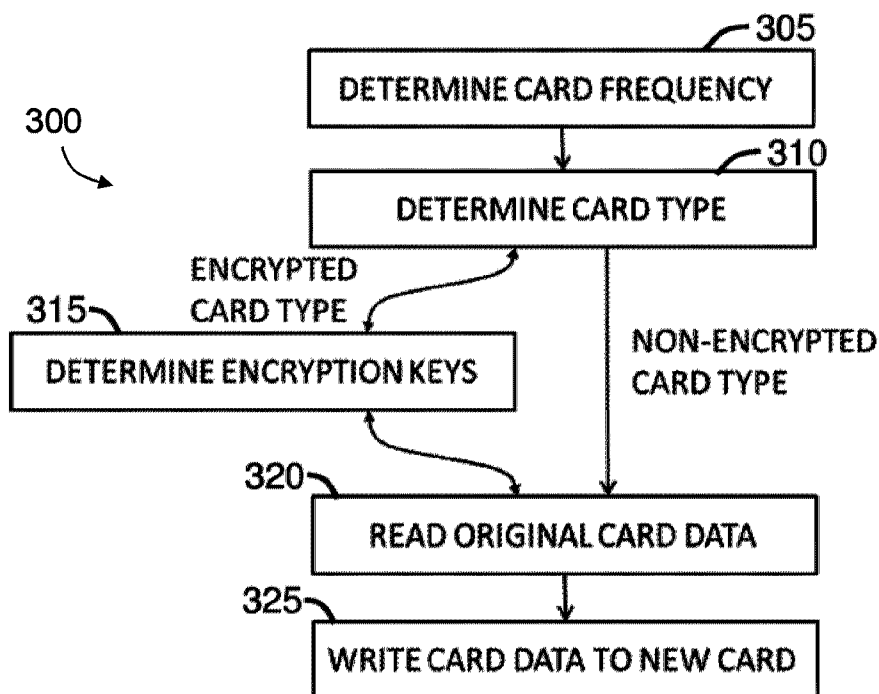 305
DETERMINE CARD FREQUENCY
300
310
DETERMINE CARD TYPE
ENCRYPTED
CARD TYPE
315
DETERMINE ENCRYPTION KEYS
NON-ENCRYPTED
CARD TYPE
320
READ ORIGINAL CARD DATA
325
WRITE CARD DATA TO NEW CARD